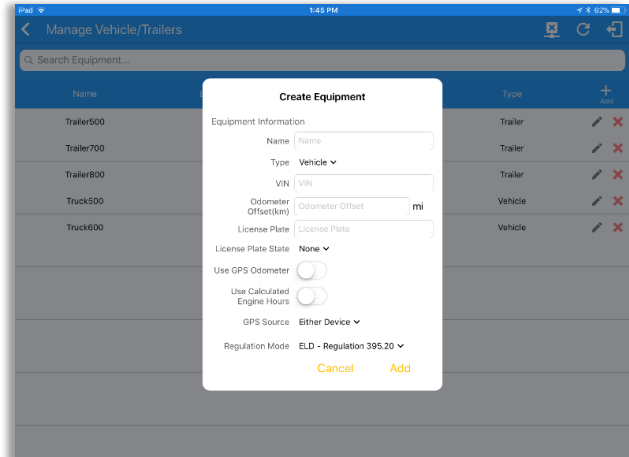 iPad 1:45 PM 62%
Manage Vehicle/Trailers
Search Equipment...
Name Type Add
Create Equipment
Equipment Information
Trailer500 Trailer
Name Name
Trailer700 Trailer
Type Vehicle
Trailer800 Trailer
VIN VIN
Truck500 Vehicle
Odometer
Offset(km) Odometer Offset mi
Truck600 Vehicle
License Plate License Plate
License Plate State None
Use GPS Odometer
Use Calculated
Engine Hours
GPS Source Either Device
Regulation Mode ELD - Regulation 395.20
Cancel Add